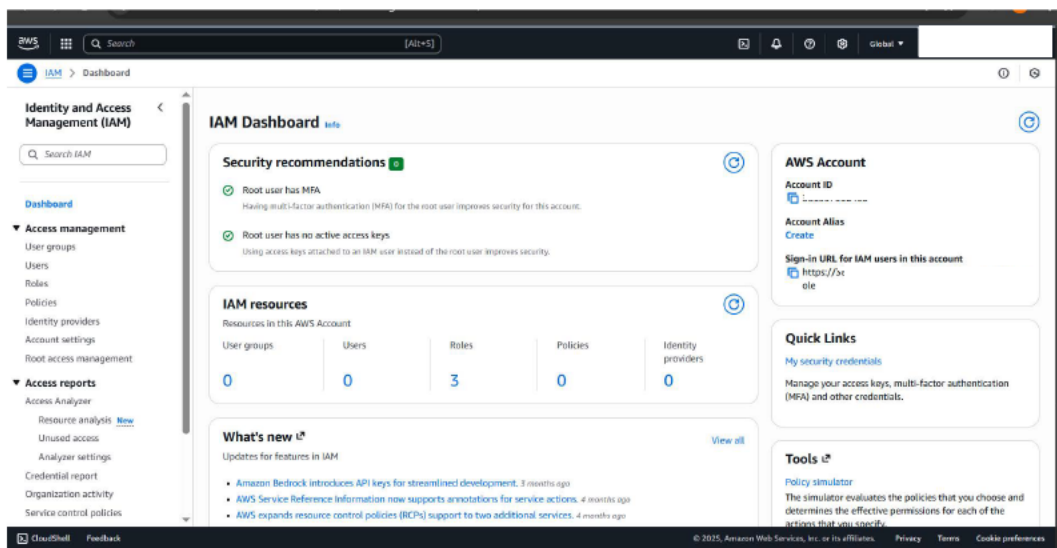 aws
Search [Alt+S] Global
IAM > Dashboard
Identity and Access
Management (IAM)
Search IAM
Dashboard
Access management
User groups
Users
Roles
Policies
Identity providers
Account settings
Root access management
Access reports
Access Analyzer
Resource analysis New
Unused access
Analyzer settings
Credential report
Organization activity
Service control policies
IAM Dashboard Info
Security recommendations 0
Root user has MFA
Having multi-factor authentication (MFA) for the root user improves security for this account.
Root user has no active access keys
Using access keys attached to an IAM user instead of the root user improves security.
IAM resources
Resources in this AWS Account
User groups Users Roles Policies Identity
providers
0 0 3 0 0
What's new View all
Updates for features in IAM
Amazon Bedrock introduces API keys for streamlined development. 3 months ago
AWS Service Reference Information now supports annotations for service actions. 4 months ago
AWS expands resource control policies (RCPs) support to two additional services. 4 months ago
AWS Account
Account ID
Account Alias
Create
Sign-in URL for IAM users in this account
https://
ole
Quick Links
My security credentials
Manage your access keys, multi-factor authentication
(MFA) and other credentials.
Tools
Policy simulator
The simulator evaluates the policies that you choose and
determines the effective permissions for each of the
actions that you specify.
CloudShell Feedback © 2025, Amazon Web Services, Inc. or its affiliates. Privacy Terms Cookie preferences